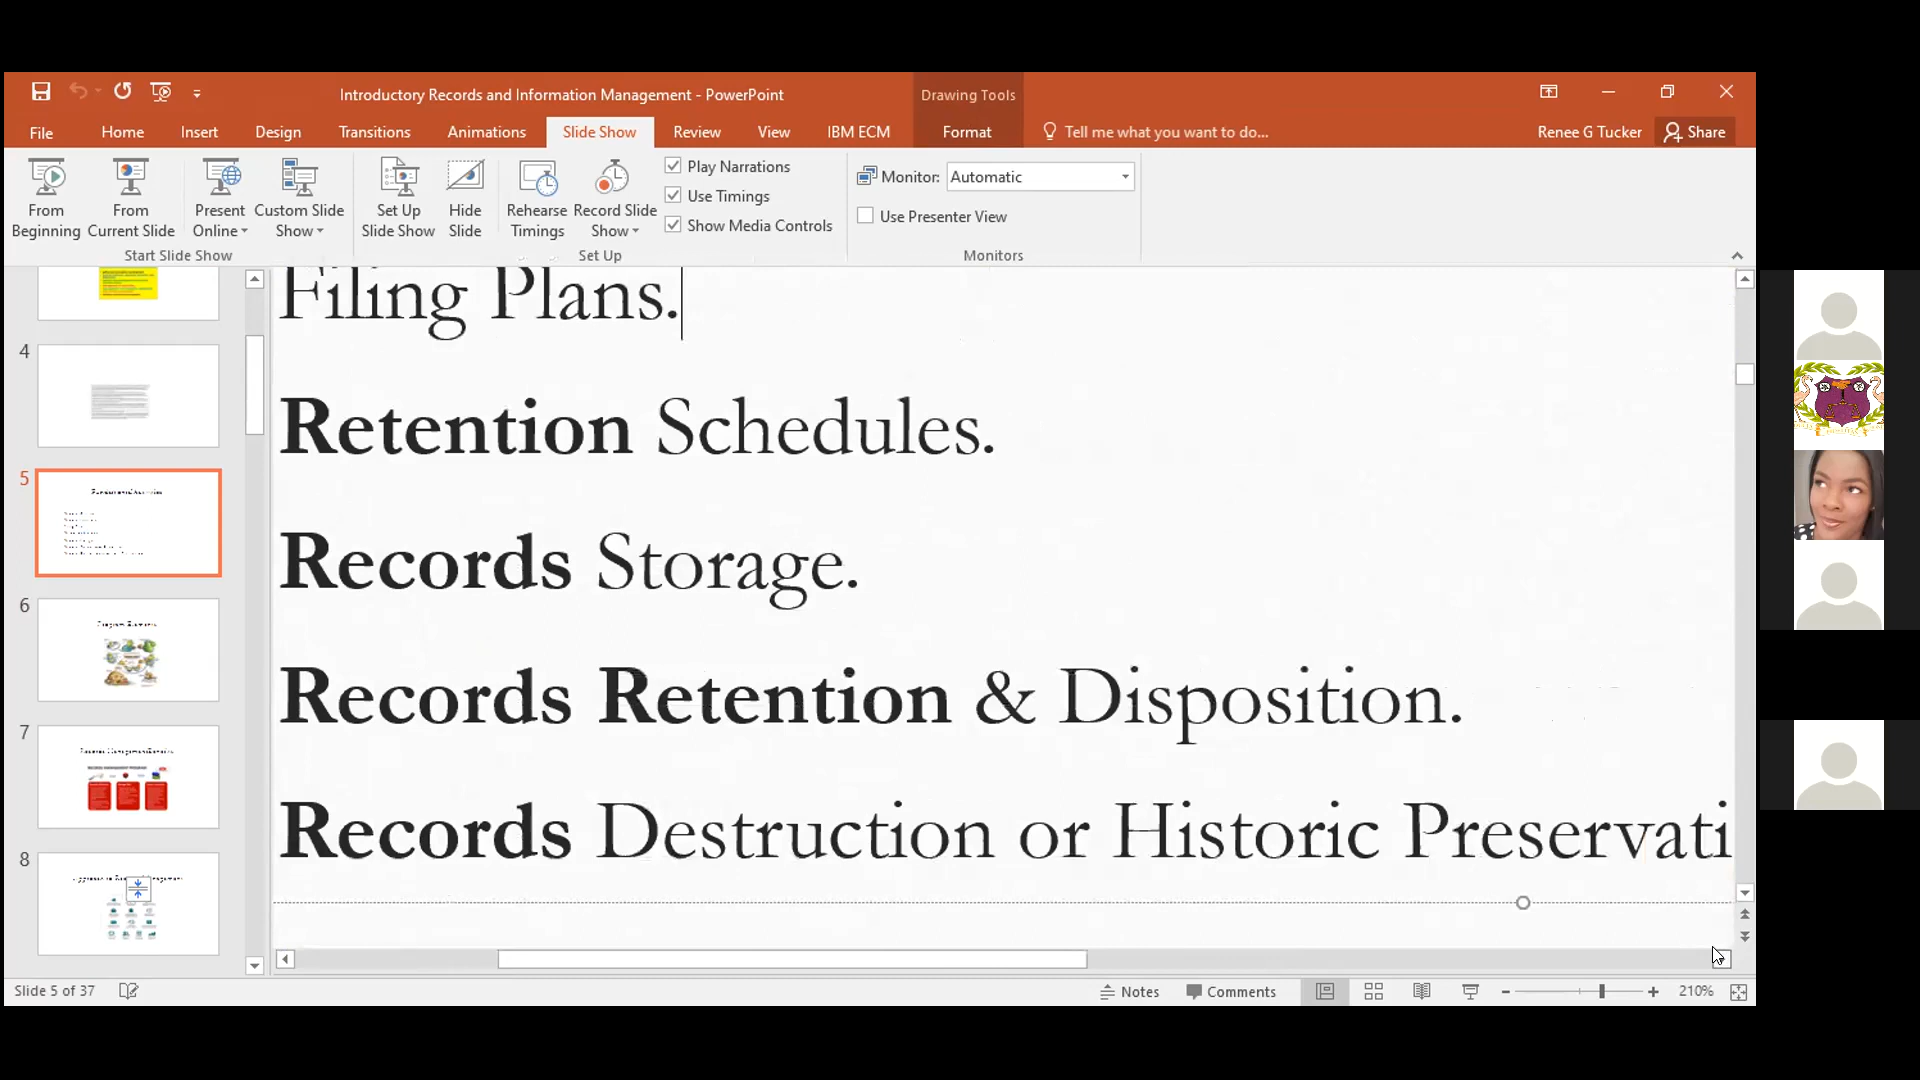 Introductory Records and Information Management - PowerPoint
Drawing Tools
File
Home
Insert
Design
Transitions
Animations
Slide Show
Review
View
IBM ECM
Format
Tell me what you want to do...
Renee G Tucker
Share
From Beginning
From Current Slide
Present Online
Custom Slide Show
Set Up Slide Show
Hide Slide
Rehearse Timings
Record Slide Show
Play Narrations
Use Timings
Show Media Controls
Monitor:
Automatic
Use Presenter View
Start Slide Show
Set Up
Monitors
4
5
6
7
8
Filing Plans.
Retention Schedules.
Records Storage.
Records Retention & Disposition.
Records Destruction or Historic Preservati
Slide 5 of 37
Notes
Comments
210%